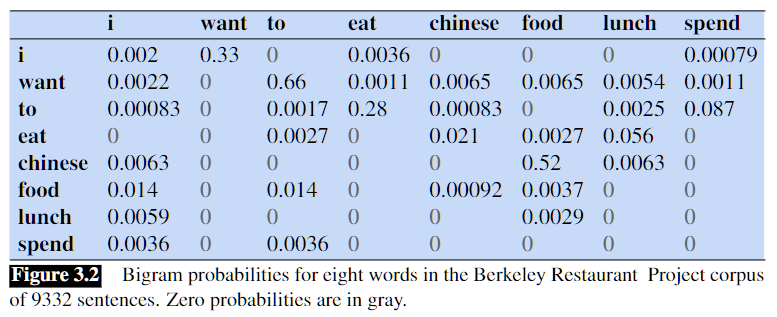 i want to eat chinese food lunch spend
i 0.002 0.33 0 0.0036 0 0 0 0.00079
want 0.0022 0 0.66 0.0011 0.0065 0.0065 0.0054 0.0011
to 0.00083 0 0.0017 0.28 0.00083 0 0.0025 0.087
eat 0 0 0.0027 0 0.021 0.0027 0.056 0
chinese 0.0063 0 0 0 0 0.52 0.0063 0
food 0.014 0 0.014 0 0.00092 0.0037 0 0
lunch 0.0059 0 0 0 0 0.0029 0 0
spend 0.0036 0 0.0036 0 0 0 0 0
Figure 3.2 Bigram probabilities for eight words in the Berkeley Restaurant Project corpus
of 9332 sentences. Zero probabilities are in gray.